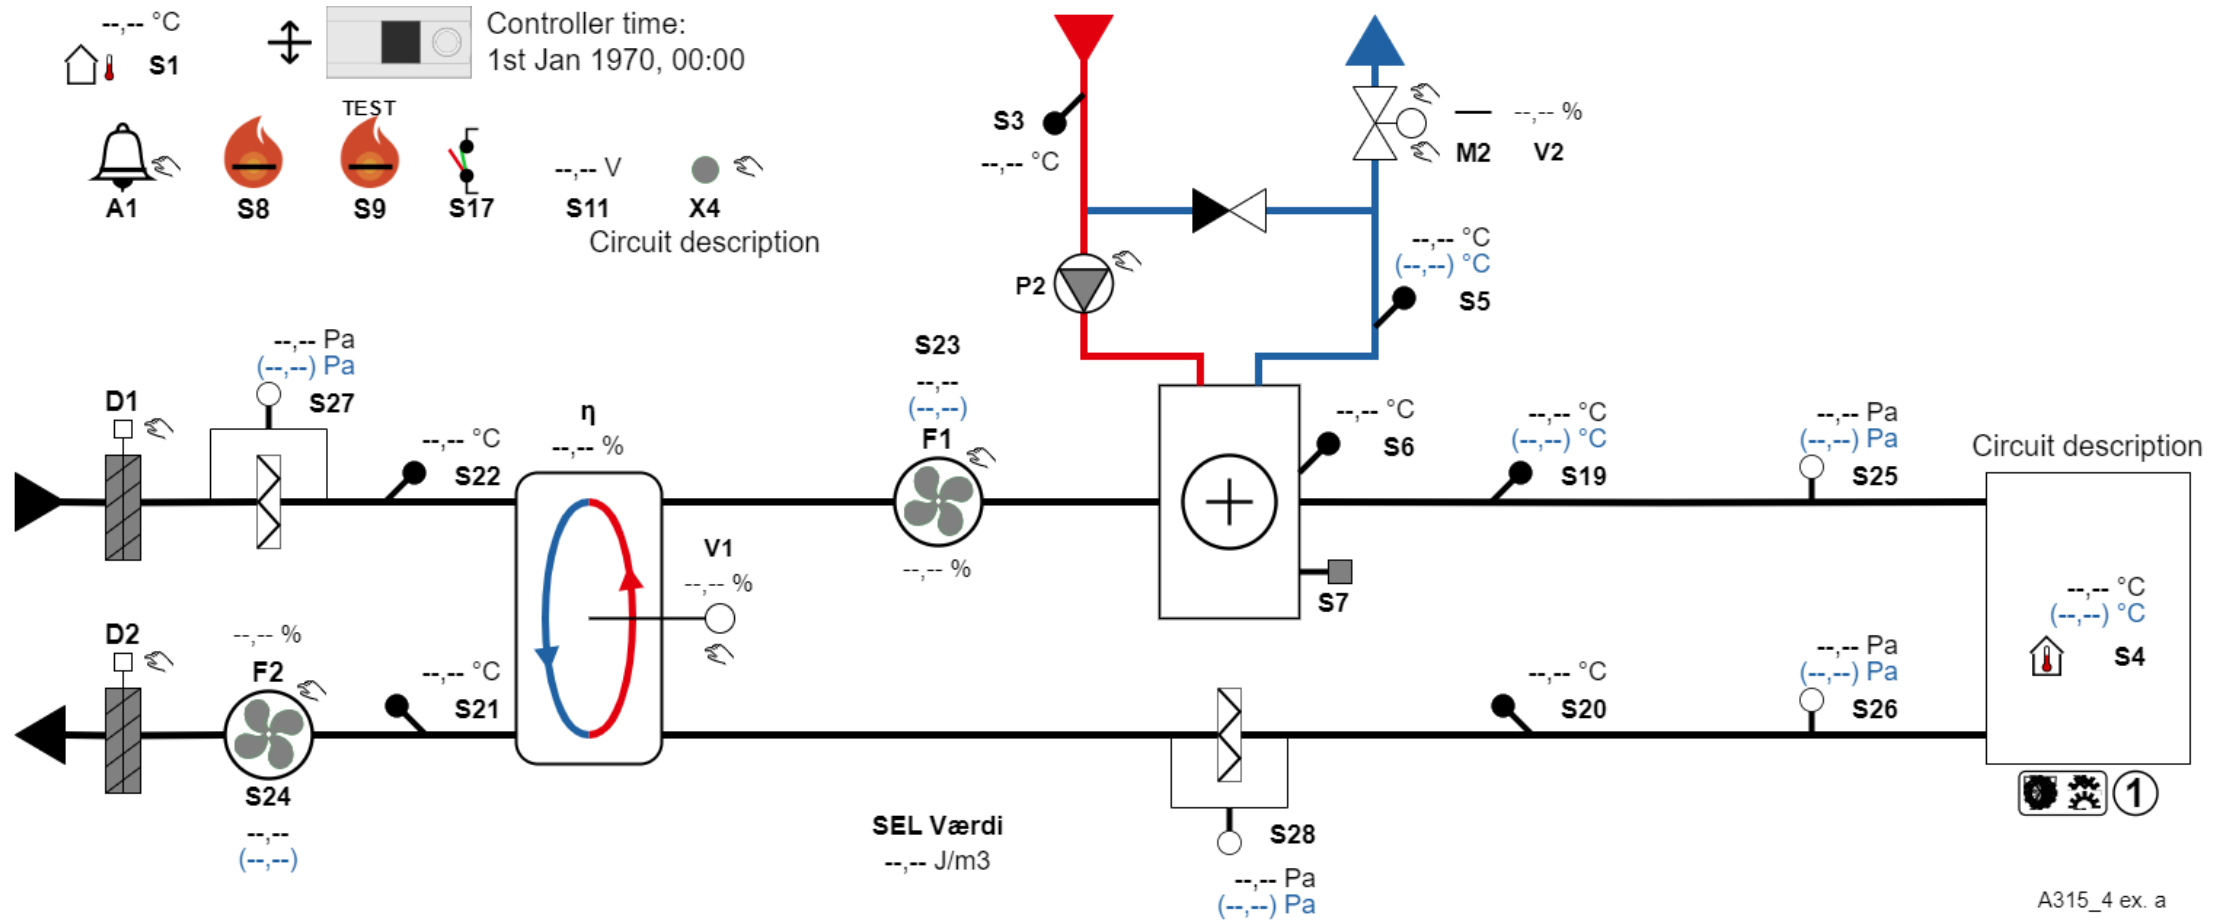 --,-- °C
S1
Controller time:
1st Jan 1970, 00:00
A1
S8
TEST
S9
S17
--,-- V
S11
X4
Circuit description
S3
--,-- °C
--,-- %
M2
V2
P2
--,-- °C
(--,--) °C
S5
D1
--,-- Pa
(--,--) Pa
S27
--,-- °C
S22
η
--,-- %
S23
--,--
(--,--)
F1
--,-- %
--,-- °C
S6
--,-- °C
(--,--) °C
S19
--,-- Pa
(--,--) Pa
S25
Circuit description
V1
--,-- %
S7
--,-- °C
(--,--) °C
S4
D2
--,-- %
F2
S24
--,--
(--,--)
--,-- °C
S21
--,-- °C
S20
--,-- Pa
(--,--) Pa
S26
1
SEL Værdi
--,-- J/m3
S28
--,-- Pa
(--,--) Pa
A315_4 ex. a